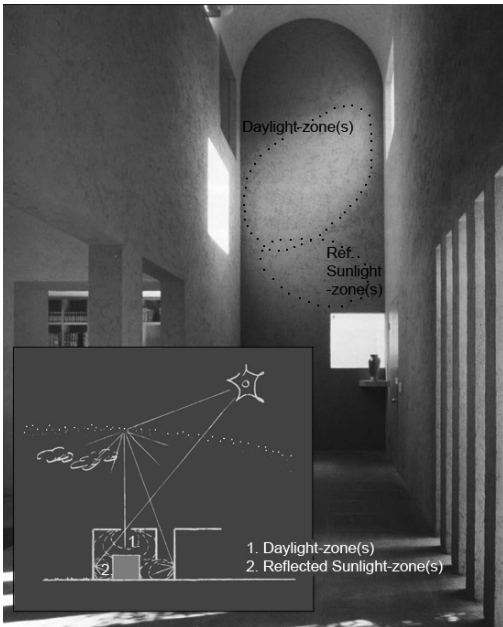 Daylight-zone(s)
Ref.
Sunlight
-zone(s)
1.
2.
1. Daylight-zone(s)
2. Reflected Sunlight-zone(s)